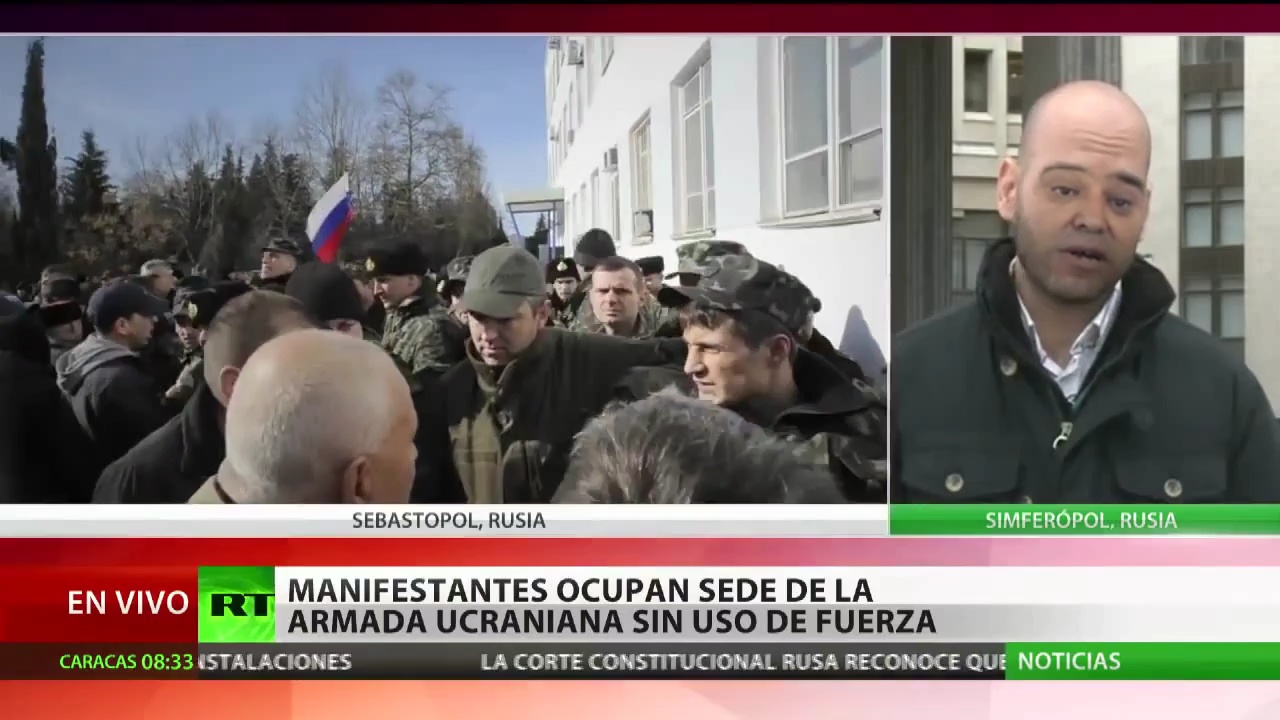 SEBASTOPOL, RUSIA
SIMFERÓPOL, RUSIA
EN VIVO
RT
MANIFESTANTES OCUPAN SEDE DE LA
ARMADA UCRANIANA SIN USO DE FUERZA
CARACAS 08:33
NSTALACIONES LA CORTE CONSTITUCIONAL RUSA RECONOCE QUE
NOTICIAS